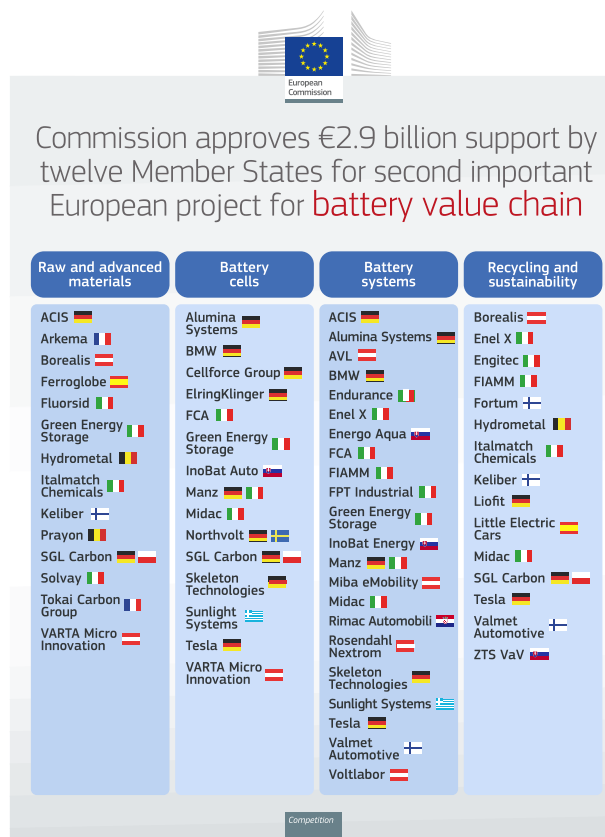 European
Commission
Commission approves €2.9 billion support by
twelve Member States for second important
European project for battery value chain
Raw and advanced
materials
ACIS
Arkema
Borealis
Ferroglobe
Fluorsid
Green Energy
Storage
Hydrometal
Italmatch
Chemicals
Keliber
Prayon
SGL Carbon
Solvay
Tokai Carbon
Group
VARTA Micro
Innovation
Battery
cells
Alumina
Systems
BMW
Cellforce Group
ElringKlinger
FCA
Green Energy
Storage
InoBat Auto
Manz
Midac
Northvolt
SGL Carbon
Skeleton
Technologies
Sunlight
Systems
Tesla
VARTA Micro
Innovation
Battery
systems
ACIS
Alumina Systems
AVL
BMW
Endurance
Enel X
Energo Aqua
FCA
FIAMM
FPT Industrial
Green Energy
Storage
InoBat Energy
Manz
Miba eMobility
Midac
Rimac Automobili
Rosendahl
Nextrom
Skeleton
Technologies
Sunlight Systems
Tesla
Valmet
Automotive
Voltlabor
Recycling and
sustainability
Borealis
Enel X
Engitec
FIAMM
Fortum
Hydrometal
Italmatch
Chemicals
Keliber
Liofit
Little Electric
Cars
Midac
SGL Carbon
Tesla
Valmet
Automotive
ZTS VaV
Competition